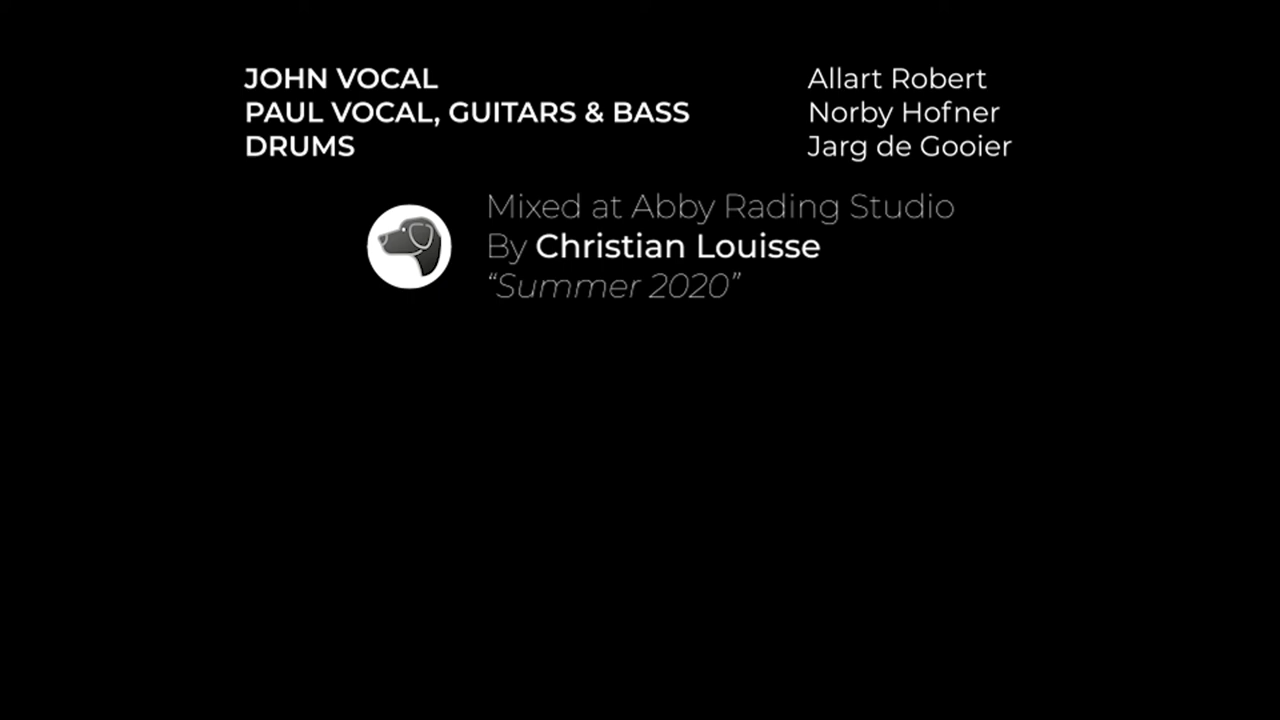 JOHN VOCAL Allart Robert
PAUL VOCAL, GUITARS & BASS Norby Hofner
DRUMS Jarg de Gooier
Mixed at Abby Rading Studio
By Christian Louisse
“Summer 2020”